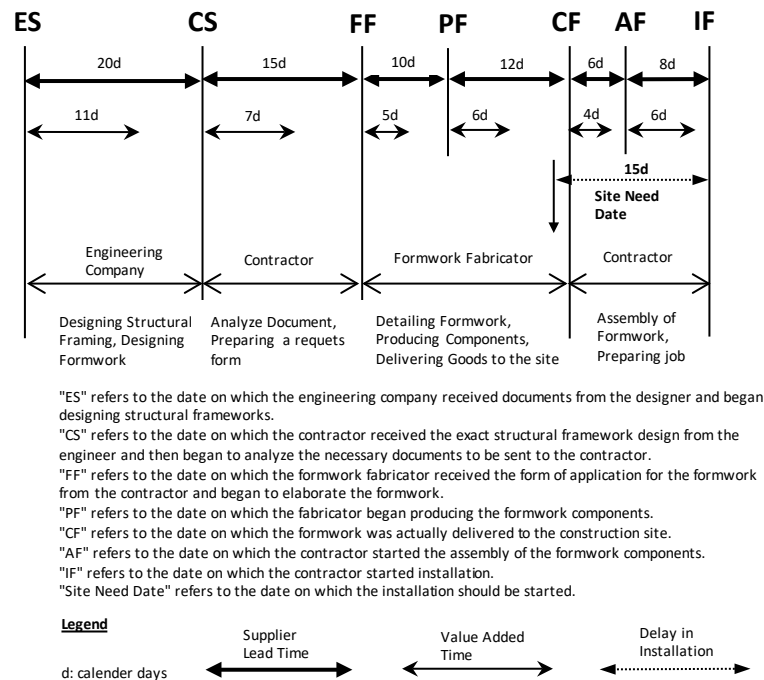 ES CS FF PF CF AF IF
20d 15d 10d 12d 6d 8d
11d 7d 5d 6d 4d 6d
15d
Site Need
Date
Engineering
Company
Contractor
Formwork Fabricator
Contractor
Designing Structural
Framing, Designing
Formwork
Analyze Document,
Preparing a requets
form
Detailing Formwork,
Producing Components,
Delivering Goods to the site
Assembly of
Formwork,
Preparing job
"ES" refers to the date on which the engineering company received documents from the designer and began
designing structural frameworks.
"CS" refers to the date on which the contractor received the exact structural framework design from the
engineer and then began to analyze the necessary documents to be sent to the contractor.
"FF" refers to the date on which the formwork fabricator received the form of application for the formwork
from the contractor and began to elaborate the formwork.
"PF" refers to the date on which the fabricator began producing the formwork components.
"CF" refers to the date on which the formwork was actually delivered to the construction site.
"AF" refers to the date on which the contractor started the assembly of the formwork components.
"IF" refers to the date on which the contractor started installation.
"Site Need Date" refers to the date on which the installation should be started.
Legend
d: calender days
Supplier
Lead Time
Value Added
Time
Delay in
Installation